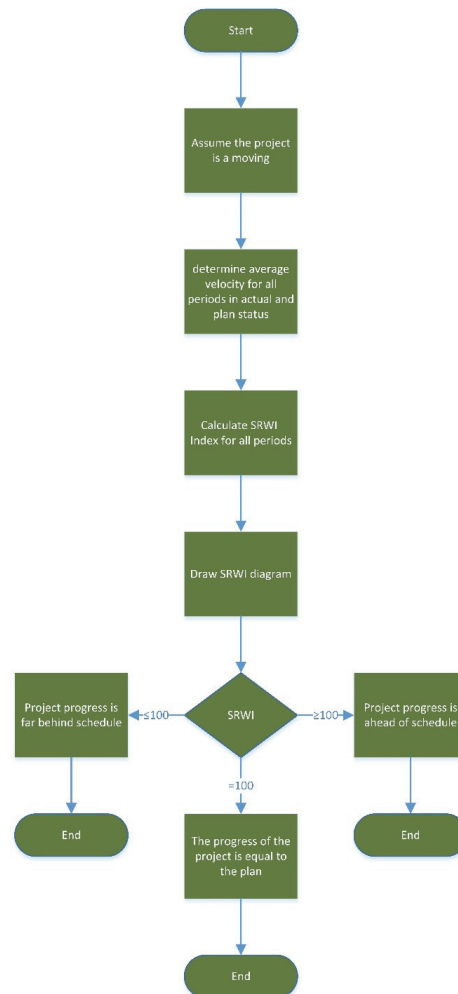 Start
Assume the project
is a moving
determine average
velocity for all
periods in actual and
plan status
Calculate SRWI
Index for all periods
Draw SRWI diagram
Project progress is
far behind schedule
≤100
SRWI
≥100
Project progress is
ahead of schedule
=100
End
The progress of the
project is equal to
the plan
End
End